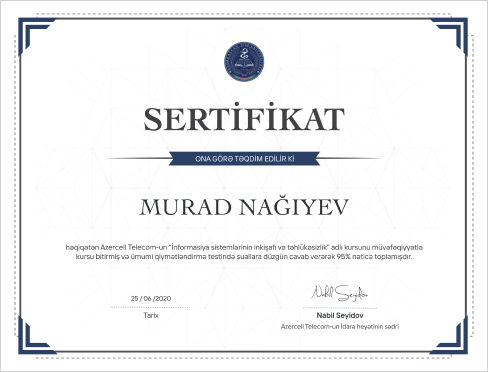 SERTİFİKAT
ONA GÖRƏ TƏQDİM EDİLİR Kİ
MURAD NAĞIYEV
həqiqətən Azercell Telecom-un "İnformasiya sistemlərinin inkişafı və təhlükəsizlik" adlı kursunu müvəfəqiyyətlə
kursu bitirmiş və ümumi qiymətləndirmə testində suallara düzgün cavab verərək 95% nəticə toplamışdır.
25 / 06 /2020
Tarix
Nabil Seyidov
Nabil Seyidov
Azercell Telecom-un İdarə heyətinin sədri